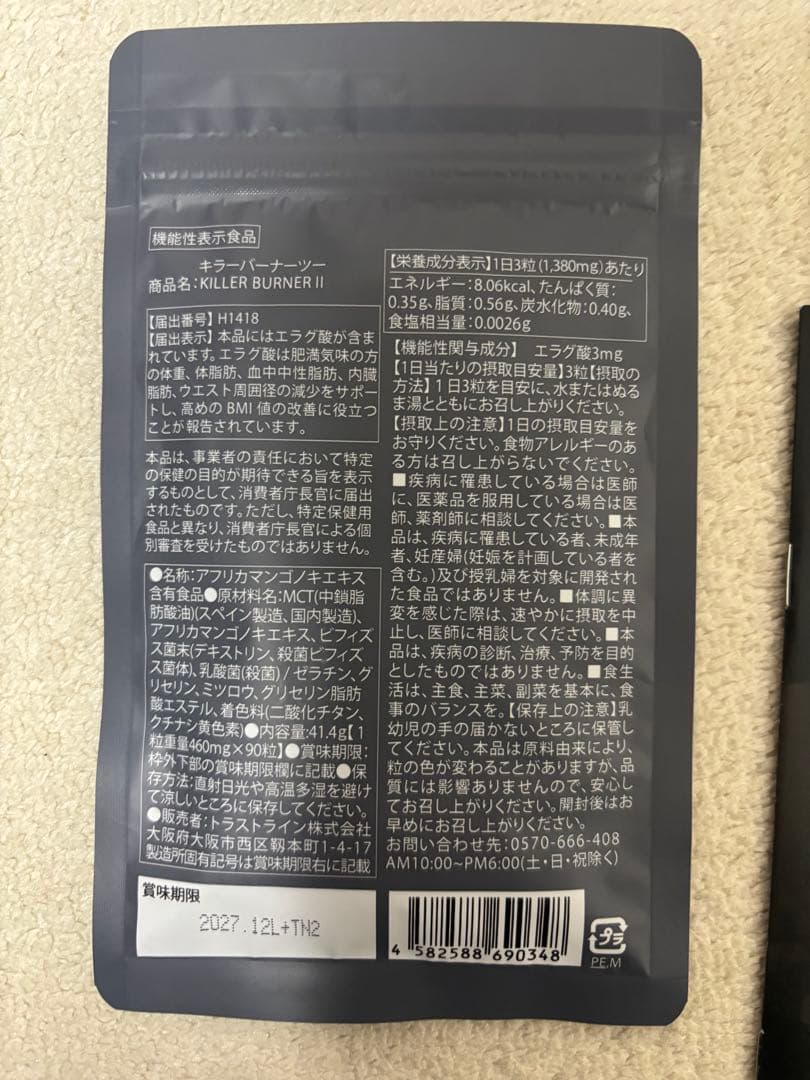 機能性表示食品
キラーバーナーツー
商品名：KILLER BURNER II
【届出番号】H1418
【届出表示】本品にはエラグ酸が含ま
れています。エラグ酸は肥満気味の方
の体重、体脂肪、血中中性脂肪、内臓
脂肪、ウエスト周囲径の減少をサポー
トし、高めのBMI値の改善に役立つ
ことが報告されています。
本品は、事業者の責任において特定
の保健の目的が期待できる旨を表示
するものとして、消費者庁長官に届出
されたものです。ただし、特定保健用
食品と異なり、消費者庁長官による個
別審査を受けたものではありません。
●名称：アフリカマンゴノキエキス
含有食品●原材料名：MCT(中鎖脂
肪酸油)(スペイン製造、国内製造)、
アフリカマンゴノキエキス、ビフィズ
ス菌末(デキストリン、殺菌ビフィズ
ス菌体)、乳酸菌(殺菌) / ゼラチン、グ
リセリン、ミツロウ、グリセリン脂肪
酸エステル、着色料(二酸化チタン、
クチナシ黄色素)●内容量:41.4g【1
粒重量460mg×90粒】●賞味期限：
枠外下部の賞味期限欄に記載●保
存方法：直射日光や高温多湿を避け
て涼しいところに保存してください。
●販売者：トラストライン株式会社
大阪府大阪市西区靱本町1-4-17
製造所固有記号は賞味期限右に記載
【栄養成分表示】1日3粒(1,380mg)あたり
エネルギー：8.06kcal、たんぱく質：
0.35g、脂質：0.56g、炭水化物：0.40g、
食塩相当量：0.0026g
【機能性関与成分】 エラグ酸3mg
【1日当たりの摂取目安量】3粒【摂取の
方法】1日3粒を目安に、水またはぬる
ま湯とともにお召し上がりください。
【摂取上の注意】1日の摂取目安量を
お守りください。食物アレルギーのあ
る方は召し上がらないでください。
■疾病に罹患している場合は医師
に、医薬品を服用している場合は医
師、薬剤師に相談してください。■本
品は、疾病に罹患している者、未成年
者、妊産婦(妊娠を計画している者を
含む。)及び授乳婦を対象に開発され
た食品ではありません。■体調に異
変を感じた際は、速やかに摂取を中
止し、医師に相談してください。■本
品は、疾病の診断、治療、予防を目的
としたものではありません。■食生
活は、主食、主菜、副菜を基本に、食
事のバランスを。【保存上の注意】乳
幼児の手の届かないところに保管し
てください。本品は原料由来により、
粒の色が変わることがありますが、品
質には影響ありませんので、安心し
てお召し上がりください。開封後はお
早めにお召し上がりください。
お問い合わせ先：0570-666-408
AM10:00~PM6:00(土・日・祝除く)
賞味期限
2027.12L+TN2
4 582588 690348
プラ
PE,M